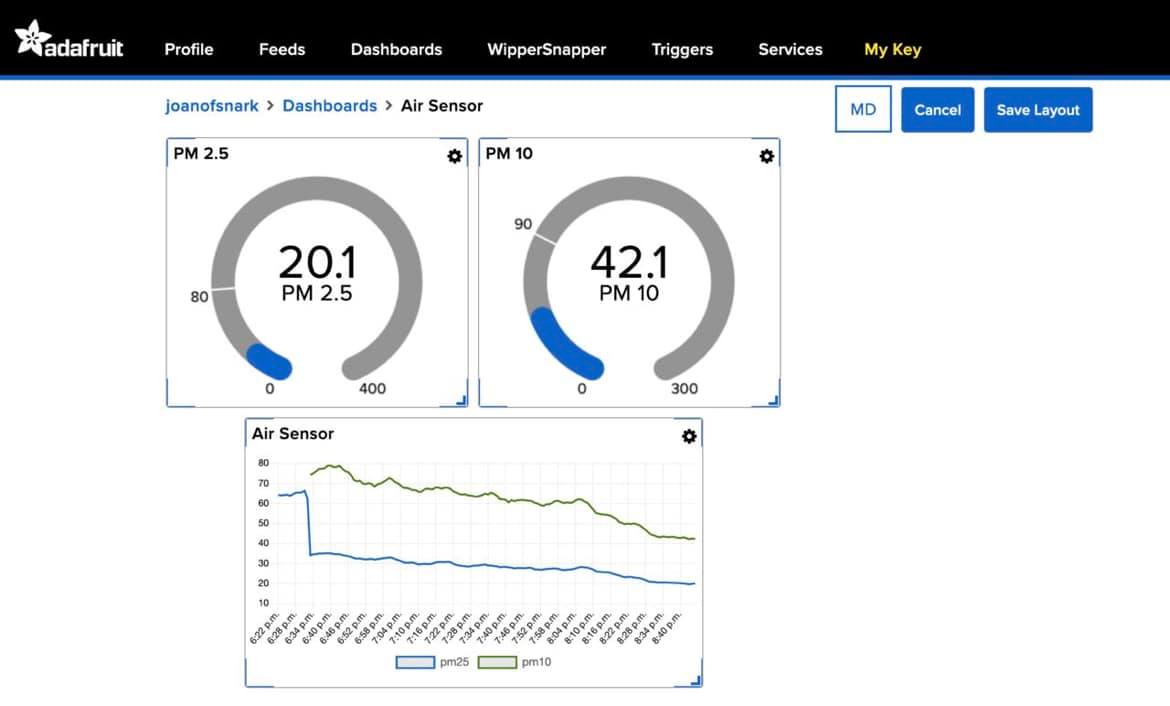 adafruit Profile Feeds Dashboards WipperSnapper Triggers Services My Key
joanofsnark > Dashboards > Air Sensor MD Cancel Save Layout
PM 2.5
80
20.1
PM 2.5
0 400
PM 10
90
42.1
PM 10
0 300
Air Sensor
80
70
60
50
40
30
20
10
6:22 p.m. 6:28 p.m. 6:34 p.m. 6:40 p.m. 6:46 p.m. 6:52 p.m. 6:58 p.m. 7:04 p.m. 7:10 p.m. 7:16 p.m. 7:22 p.m. 7:28 p.m. 7:34 p.m. 7:40 p.m. 7:46 p.m. 7:52 p.m. 7:58 p.m. 8:04 p.m. 8:10 p.m. 8:16 p.m. 8:22 p.m. 8:28 p.m. 8:34 p.m. 8:40 p.m.
pm25 pm10